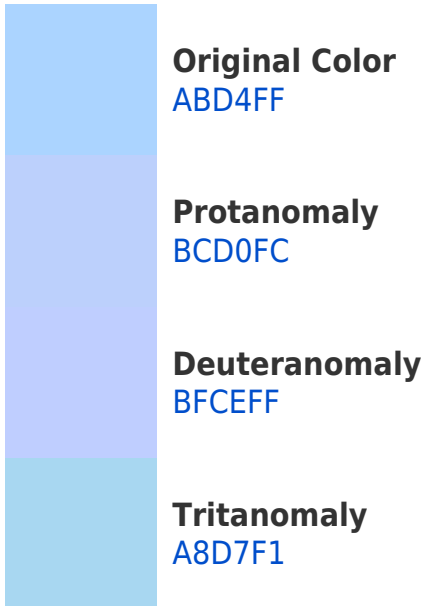 Original Color
ABD4FF
Protanomaly
BCD0FC
Deuteranomaly
BFCEFF
Tritanomaly
A8D7F1